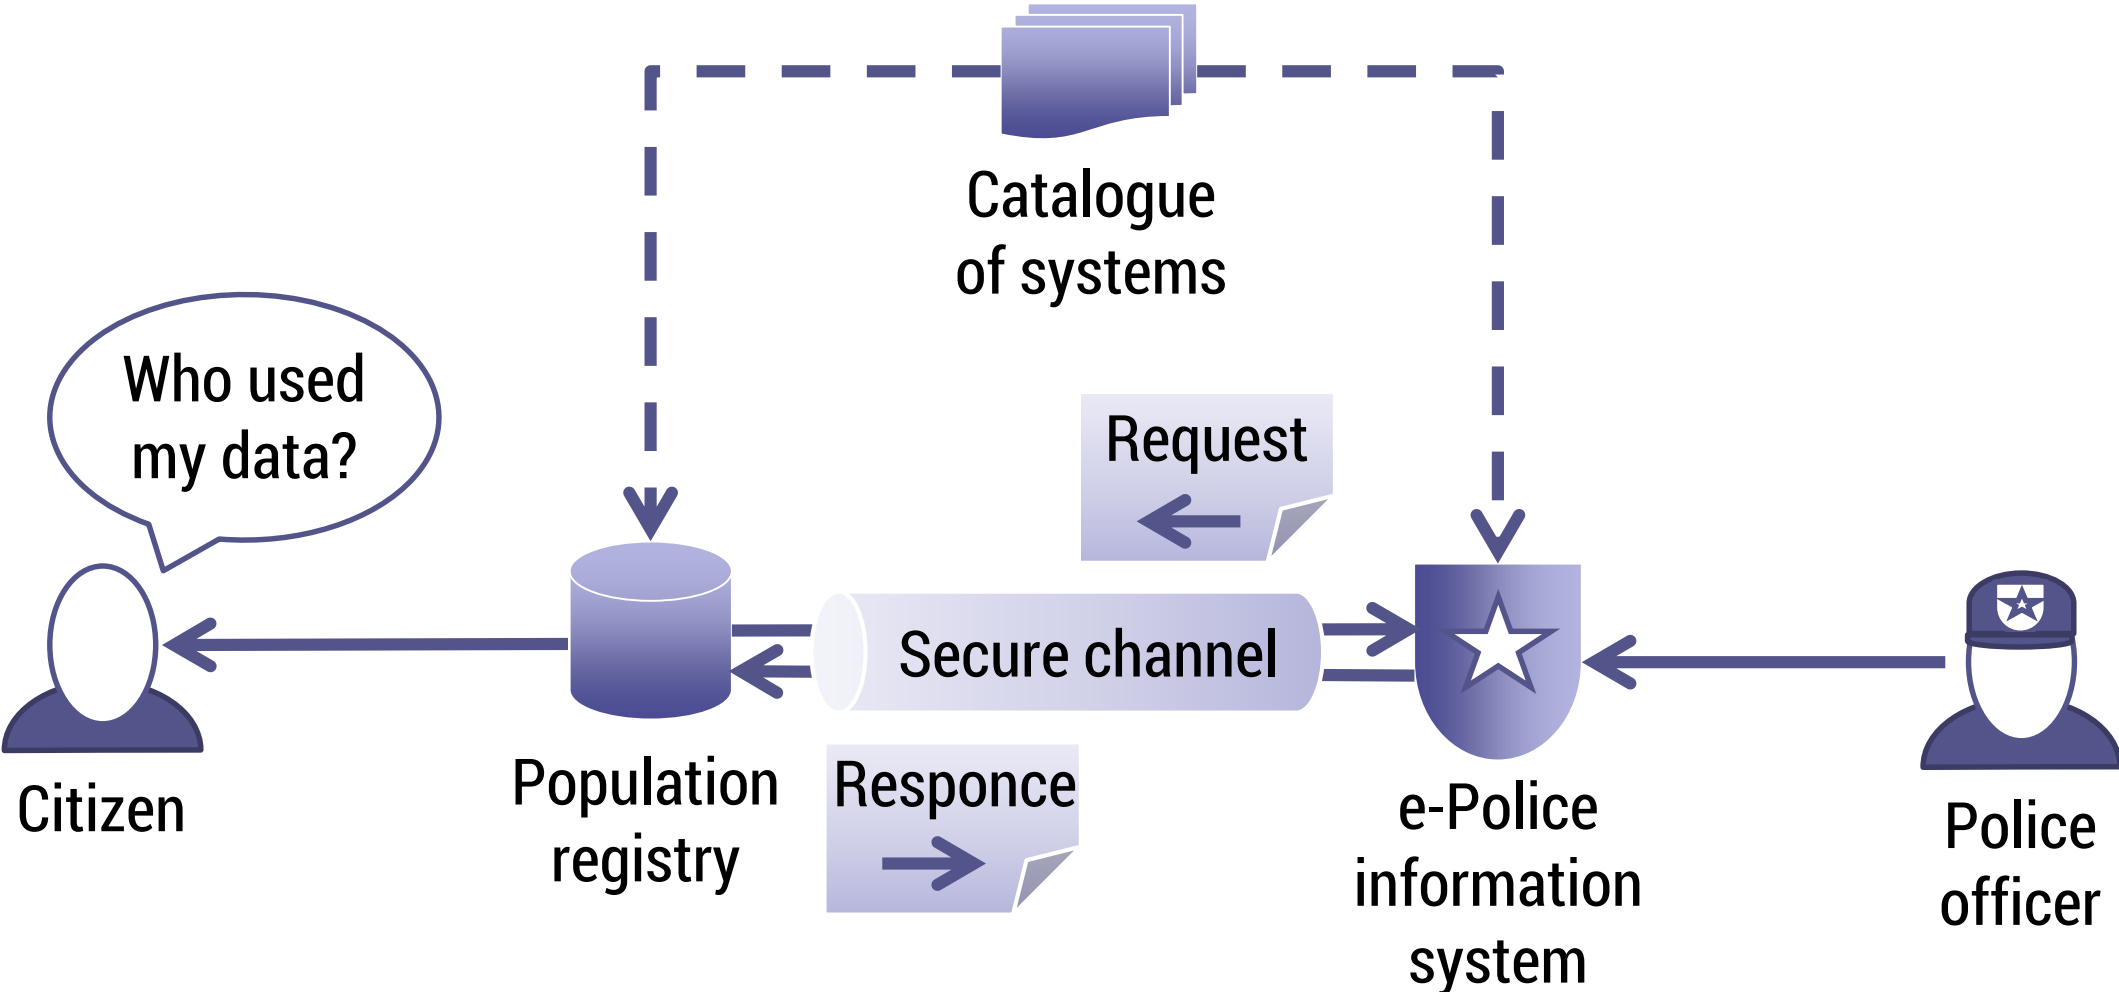 Catalogue
of systems
Who used
my data?
Request
Secure channel
Citizen
Population
registry
Responce
e-Police
information
system
Police
officer